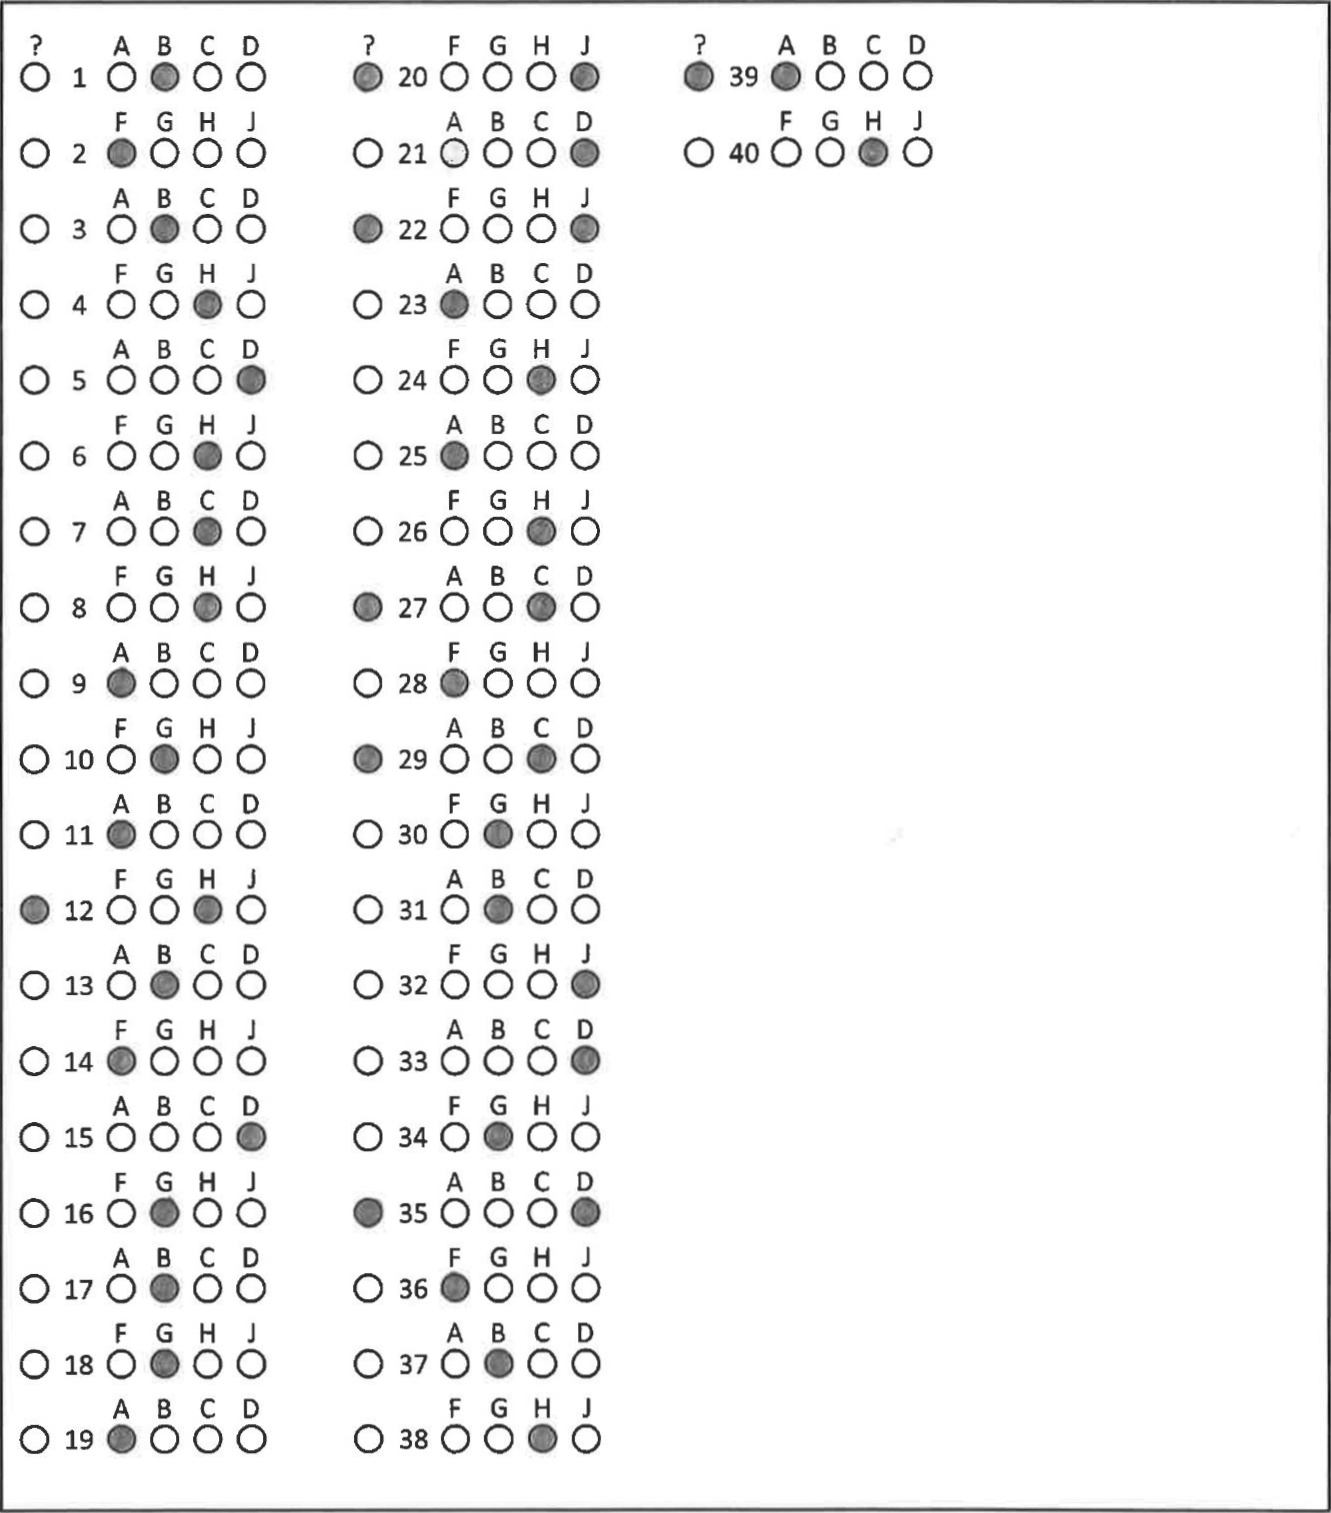 ? A B C D
1
F G H J
2
A B C D
3
F G H J
4
A B C D
5
F G H J
6
A B C D
7
F G H J
8
A B C D
9
F G H J
10
A B C D
11
F G H J
12
A B C D
13
F G H J
14
A B C D
15
F G H J
16
A B C D
17
F G H J
18
A B C D
19
? F G H J
20
A B C D
21
F G H J
22
A B C D
23
F G H J
24
A B C D
25
F G H J
26
A B C D
27
F G H J
28
A B C D
29
F G H J
30
A B C D
31
F G H J
32
A B C D
33
F G H J
34
A B C D
35
F G H J
36
A B C D
37
F G H J
38
? A B C D
39
F G H J
40